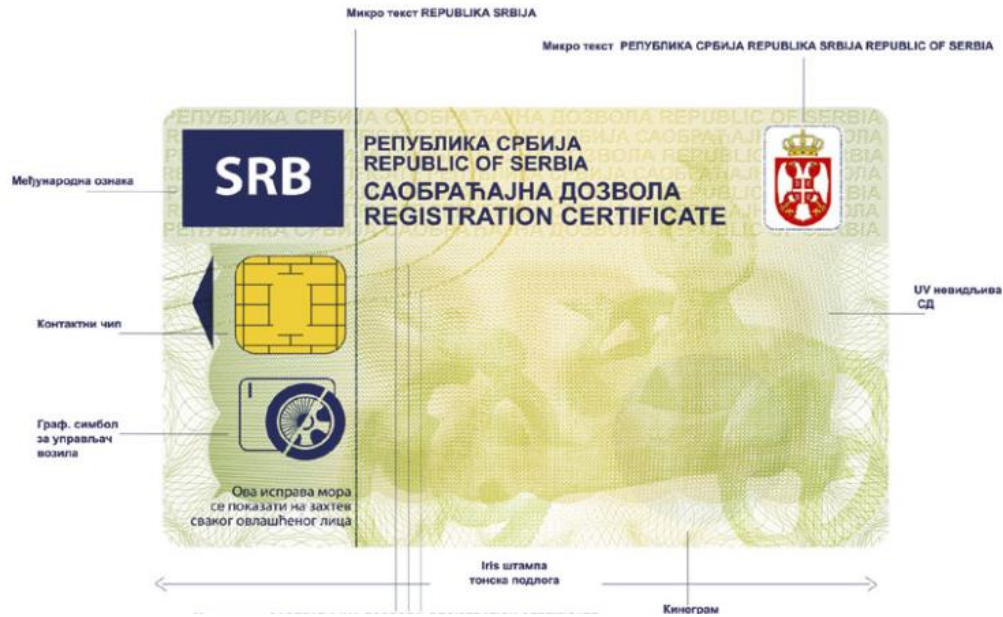 Микро текст REPUBLIKA SRBIJA
Микро текст РЕПУБЛИКА СРБИЈА REPUBLIKA SRBIJA REPUBLIC OF SERBIA
SRB
РЕПУБЛИКА СРБИЈА
REPUBLIC OF SERBIA
САОБРАЋАЈНА ДОЗВОЛА
REGISTRATION CERTIFICATE
Међународна ознака
UV невидљива
СД
Контактни чип
Граф. симбол
за управљач
возила
Ова исправа мора
се показати на захтев
сваког овлашћеног лица
Iris штампа
тонска подлога
Кинеграм